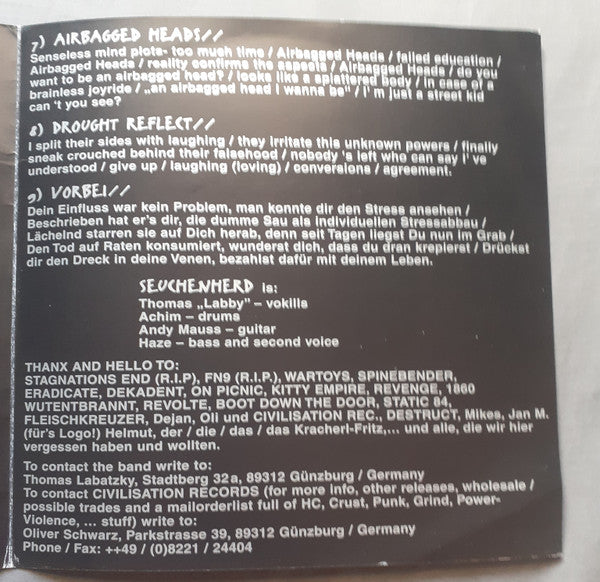 7) AIRBAGGED HEADS//
Senseless mind plots- too much time / Airbagged Heads / failed education /
Airbagged Heads / reality confirms the aspects / Airbagged Heads / do you
want to be an airbagged head? / looks like a splattered body / in case of a
brainless joyride / „an airbagged head I wanna be" / I'm just a street kid
can 't you see?
8) DROUGHT REFLECT//
I split their sides with laughing / they irritate this unknown powers / finally
sneak crouched behind their falsehood / nobody 's left who can say I've
understood / give up / laughing (loving) / conversions / agreement.
9) VORBEI//
Dein Einfluss war kein Problem, man konnte dir den Stress ansehen /
Beschrieben hat er's dir, die dumme Sau als individuellen Stressabbau /
Lächelnd starren sie auf Dich herab, denn seit Tagen liegst Du nun im Grab /
Den Tod auf Raten konsumiert, wunderst dich, dass du dran krepierst / Drückst
dir den Dreck in deine Venen, bezahlst dafür mit deinem Leben.
SEUCHENHERD is:
Thomas „Labby" – vokills
Achim – drums
Andy Mauss – guitar
Haze – bass and second voice
THANX AND HELLO TO:
STAGNATIONS END (R.I.P), FN9 (R.I.P.), WARTOYS, SPINEBENDER,
ERADICATE, DEKADENT, ON PICNIC, KITTY EMPIRE, REVENGE, 1860
WUTENTBRANNT, REVOLTE, BOOT DOWN THE DOOR, STATIC 84,
FLEISCHKREUZER, Dejan, Oli und CIVILISATION REC., DESTRUCT, Mikes, Jan M.
(für's Logo!) Helmut, der / die / das / das Kracherl-Fritz,... und alle, die wir hier
vergessen haben und wollten.
To contact the band write to:
Thomas Labatzky, Stadtberg 32a, 89312 Günzburg / Germany
To contact CIVILISATION RECORDS (for more info, other releases, wholesale /
possible trades and a mailorderlist full of HC, Crust, Punk, Grind, Power-
Violence, ... stuff) write to:
Oliver Schwarz, Parkstrasse 39, 89312 Günzburg / Germany
Phone / Fax: ++49 / (0)8221 / 24404